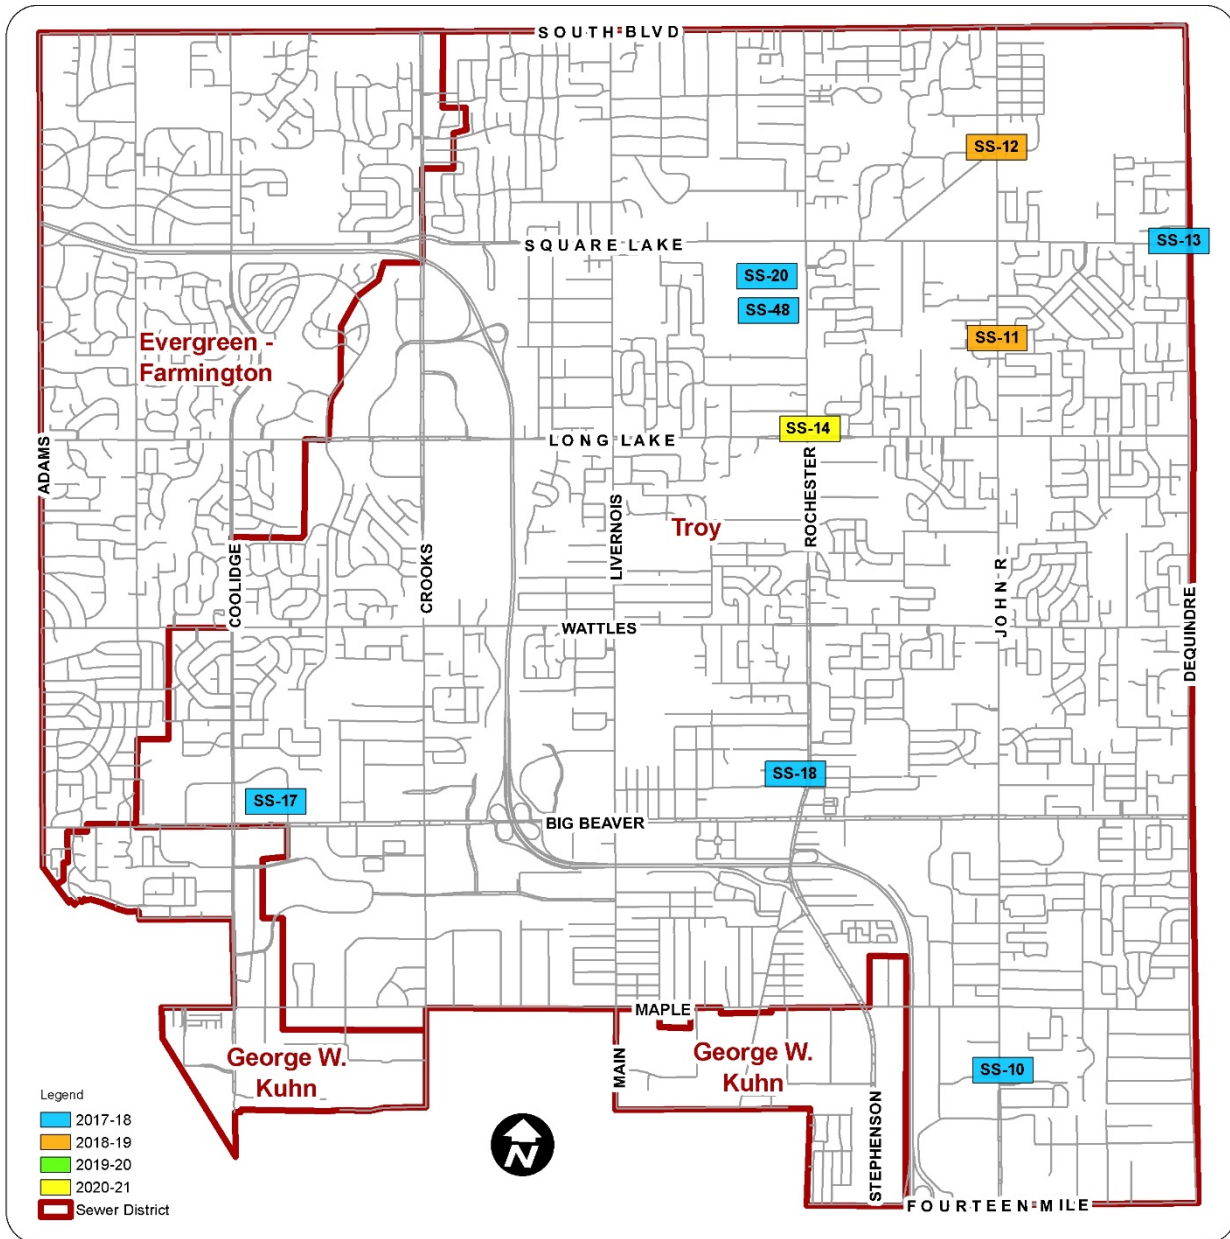 SOUTH BLVD
SS-12
SS-13
SQUARE LAKE
SS-20
SS-48
SS-11
Evergreen -
Farmington
SS-14
LONG LAKE
ADAMS
ROCHESTER
LIVERNOIS
Troy
COOLIDGE
CROOKS
JOHN R
DEQUINDRE
WATTLES
SS-18
SS-17
BIG BEAVER
MAPLE
George W.
Kuhn
MAIN
George W.
Kuhn
SS-10
STEPHENSON
FOURTEEN MILE
N
Legend
2017-18
2018-19
2019-20
2020-21
Sewer District